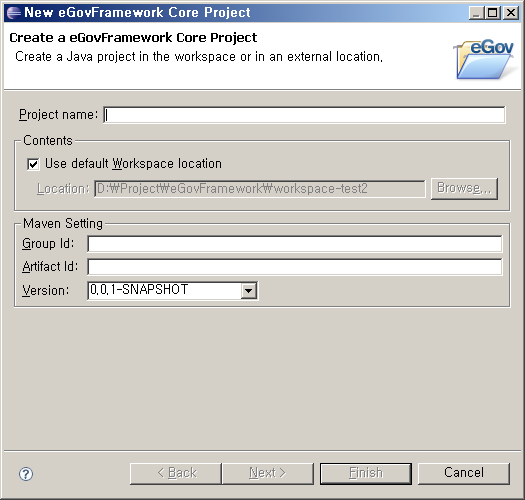 New eGovFramework Core Project
Create a eGovFramework Core Project
Create a Java project in the workspace or in an external location.
eGov
Project name:
Contents
Use default Workspace location
Location: D:₩Project₩eGovFramework₩workspace-test2 Browse...
Maven Setting
Group Id:
Artifact Id:
Version: 0.0.1-SNAPSHOT
? < Back Next > Finish Cancel